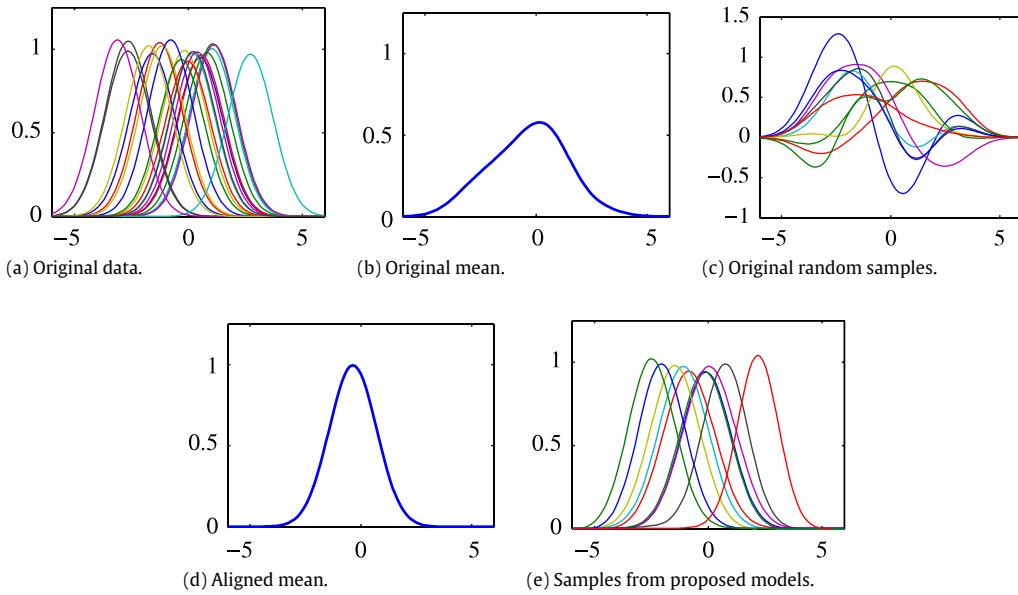 1
0.5
0
−5 0 5
(a) Original data.
1
0.5
0
−5 0 5
(b) Original mean.
1.5
1
0.5
0
−0.5
−1
−5 0 5
(c) Original random samples.
1
0.5
0
−5 0 5
(d) Aligned mean.
1
0.5
0
−5 0 5
(e) Samples from proposed models.